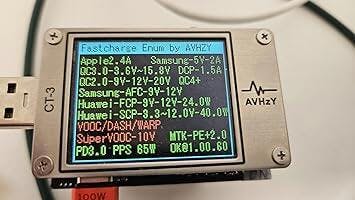 Fastcharge Enum by AVHZY
Apple2.4A Samsung-5V-2A
QC3.0-3.6V~15.8V DCP-1.5A
QC2.0-9V-12V-20V QC4+
Samsung-AFC-9V-12V
Huawei-FCP-9V-12V-24.0W
Huawei-SCP-3.3~12.0V-40.0W
VOOC/DASH/WARP
SuperVOOC-10V MTK-PE+2.0
PD3.0 PPS 65W OK@1.00.60
CT-3
AVHzY
100W